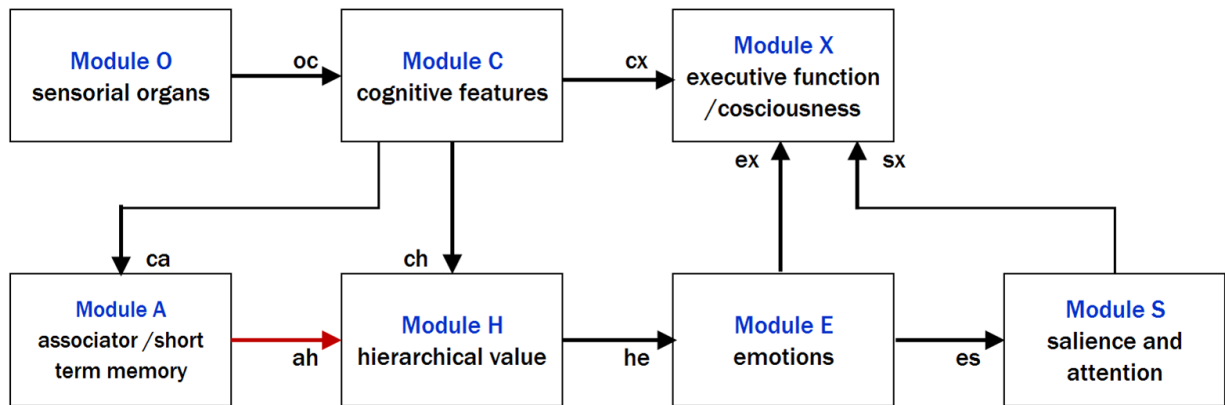 Module O
sensorial organs
oc
Module C
cognitive features
cx
Module X
executive function
/cosciousness
ex
sx
ca
ch
Module A
associator /short
term memory
ah
Module H
hierarchical value
he
Module E
emotions
es
Module S
salience and
attention